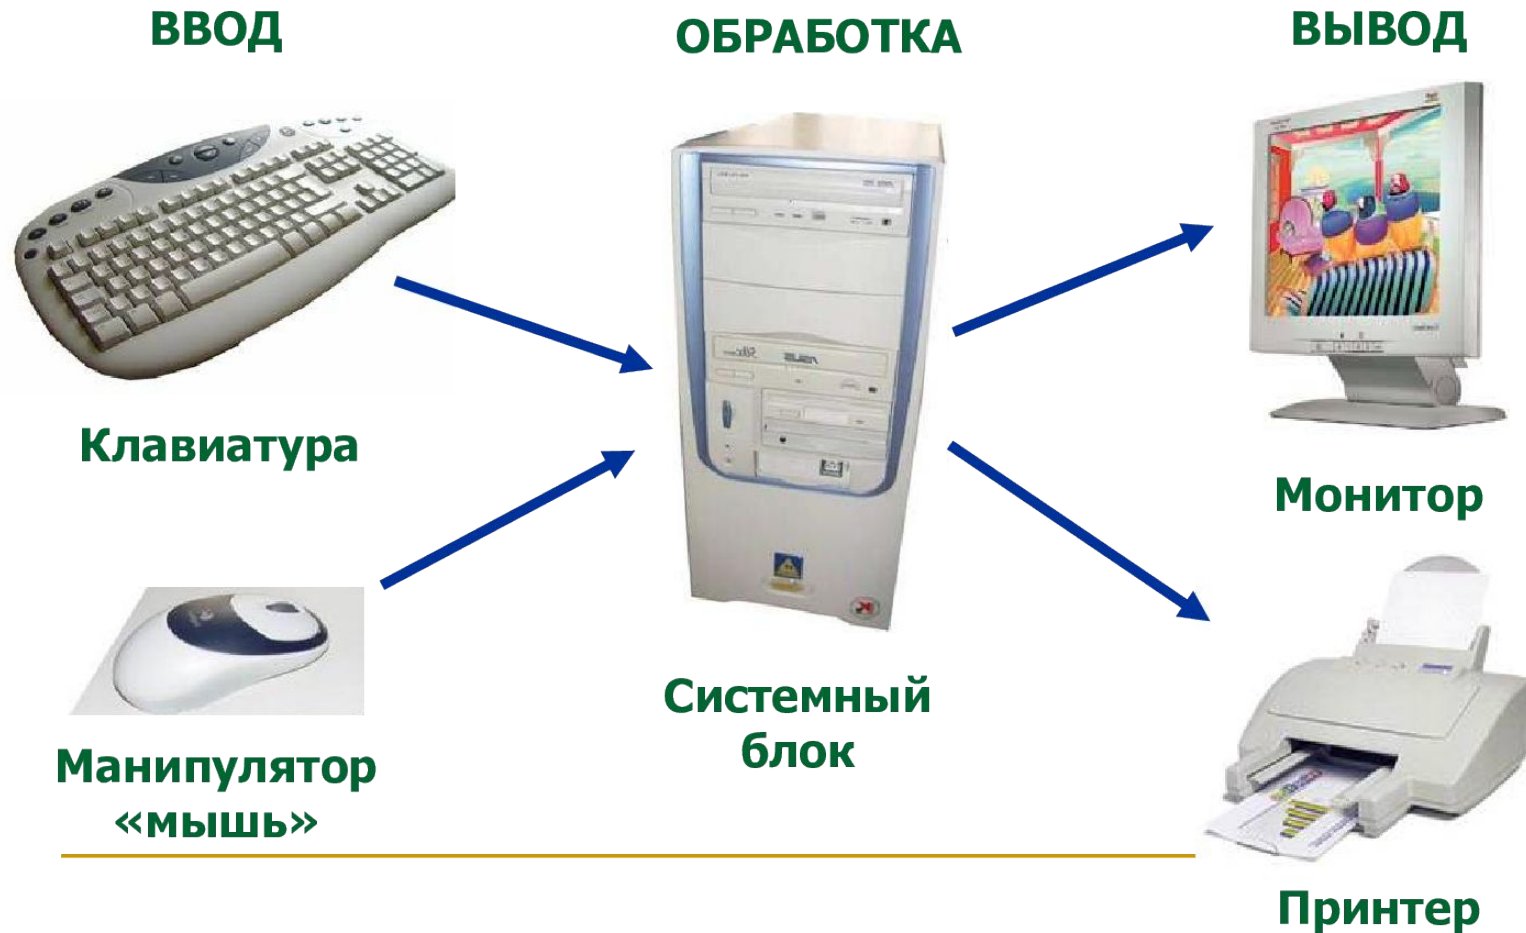 ВВОД
ОБРАБОТКА
ВЫВОД
Клавиатура
Монитор
Манипулятор
«мышь»
Системный
блок
Принтер